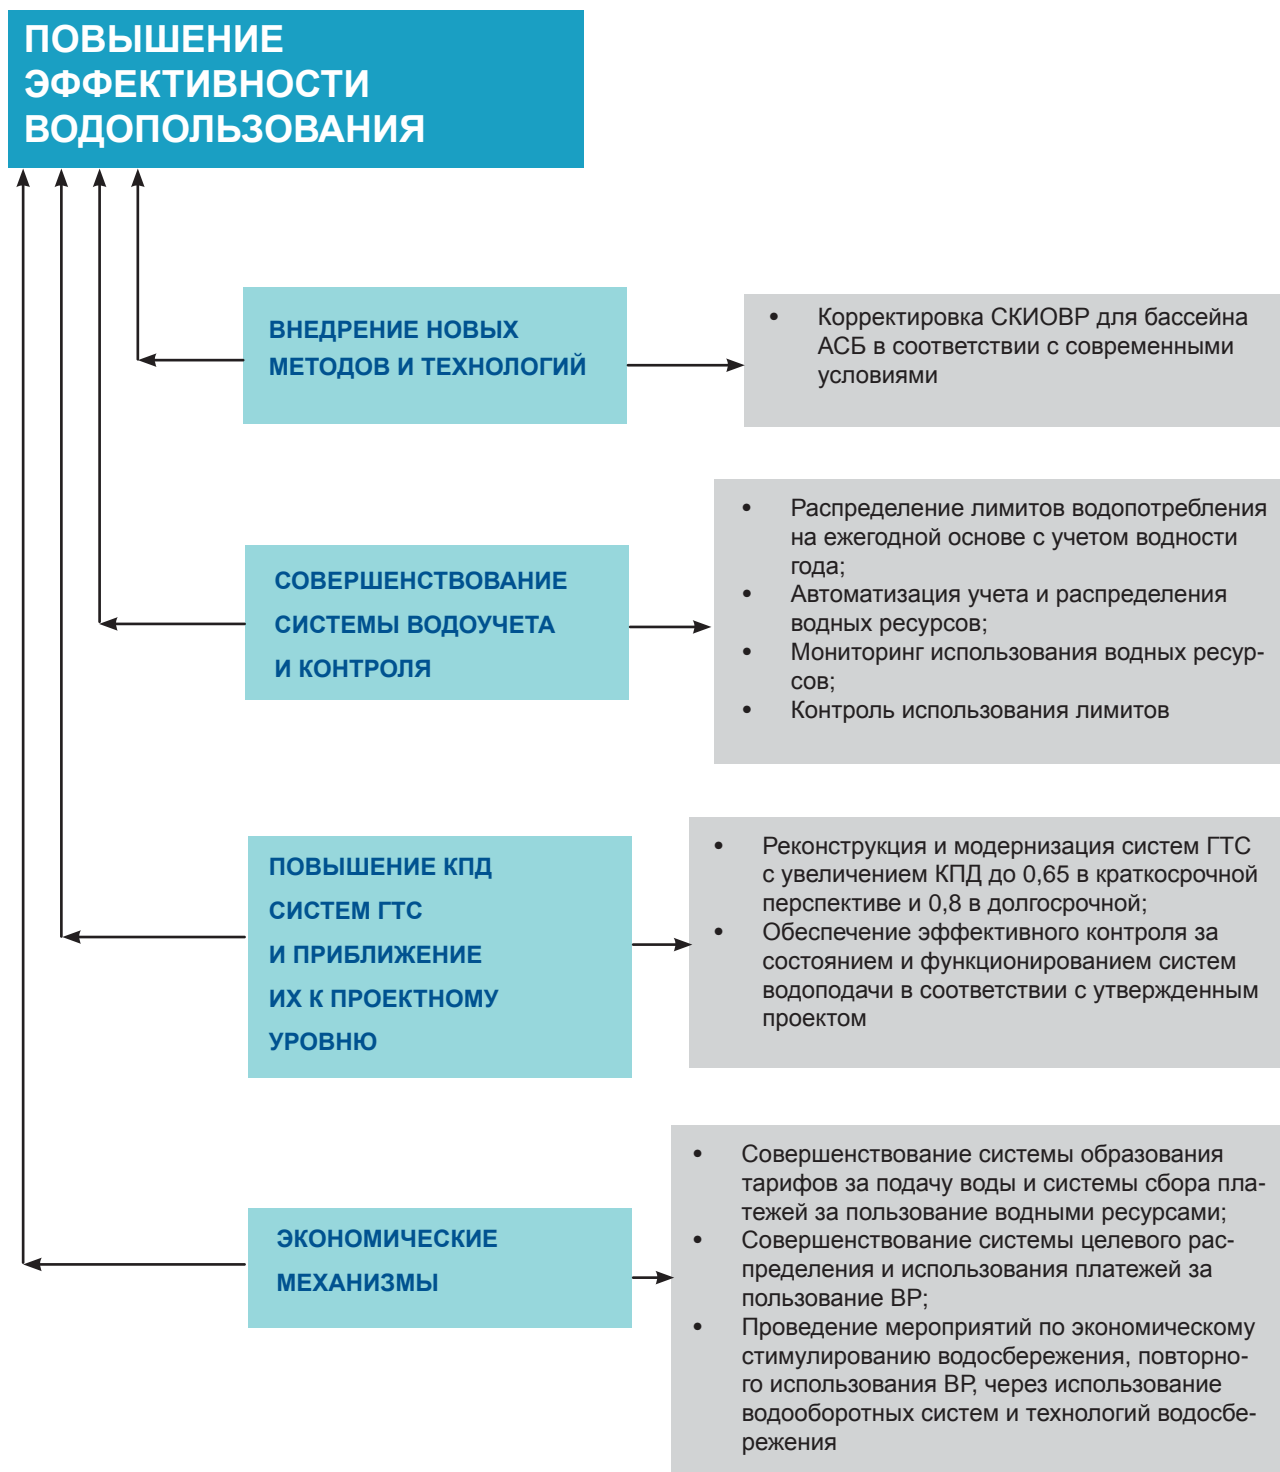 ПОВЫШЕНИЕ
ЭФФЕКТИВНОСТИ
ВОДОПОЛЬЗОВАНИЯ
ВНЕДРЕНИЕ НОВЫХ
МЕТОДОВ И ТЕХНОЛОГИЙ
• Корректировка СКИОВР для бассейна
АСБ в соответствии с современными
условиями
СОВЕРШЕНСТВОВАНИЕ
СИСТЕМЫ ВОДОУЧЕТА
И КОНТРОЛЯ
• Распределение лимитов водопотребления
на ежегодной основе с учетом водности
года;
• Автоматизация учета и распределения
водных ресурсов;
• Мониторинг использования водных ресур-
сов;
• Контроль использования лимитов
ПОВЫШЕНИЕ КПД
СИСТЕМ ГТС
И ПРИБЛИЖЕНИЕ
ИХ К ПРОЕКТНОМУ
УРОВНЮ
• Реконструкция и модернизация систем ГТС
с увеличением КПД до 0,65 в краткосрочной
перспективе и 0,8 в долгосрочной;
• Обеспечение эффективного контроля за
состоянием и функционированием систем
водоподачи в соответствии с утвержденным
проектом
ЭКОНОМИЧЕСКИЕ
МЕХАНИЗМЫ
• Совершенствование системы образования
тарифов за подачу воды и системы сбора пла-
тежей за пользование водными ресурсами;
• Совершенствование системы целевого рас-
пределения и использования платежей за
пользование ВР;
• Проведение мероприятий по экономическому
стимулированию водосбережения, повторно-
го использования ВР, через использование
водооборотных систем и технологий водосбе-
режения